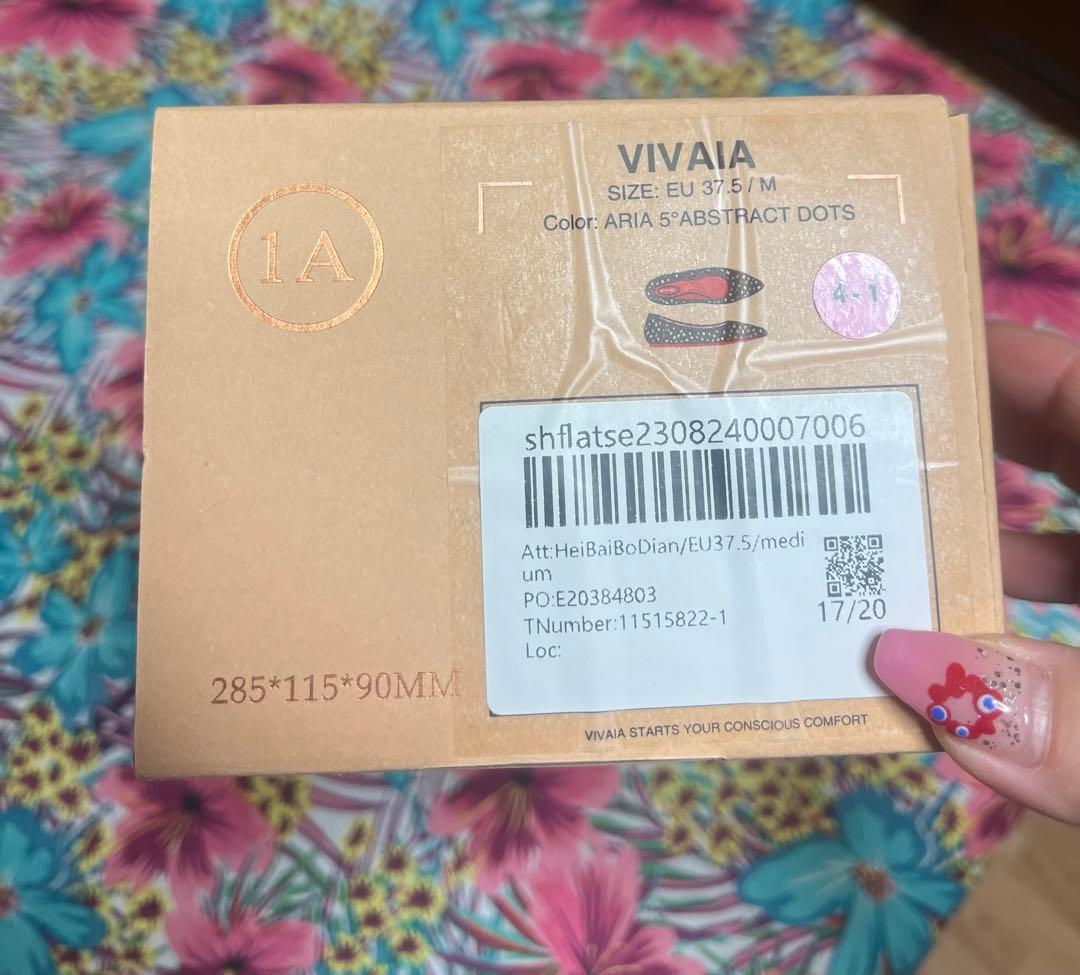 1A
VIVAIA
SIZE: EU 37.5 / M
Color: ARIA 5°ABSTRACT DOTS
4-1
shflatse2308240007006
Att:HeiBaiBoDian/EU37.5/medi
um
PO:E20384803
TNumber:11515822-1
Loc:
17/20
285*115*90MM
VIVAIA STARTS YOUR CONSCIOUS COMFORT